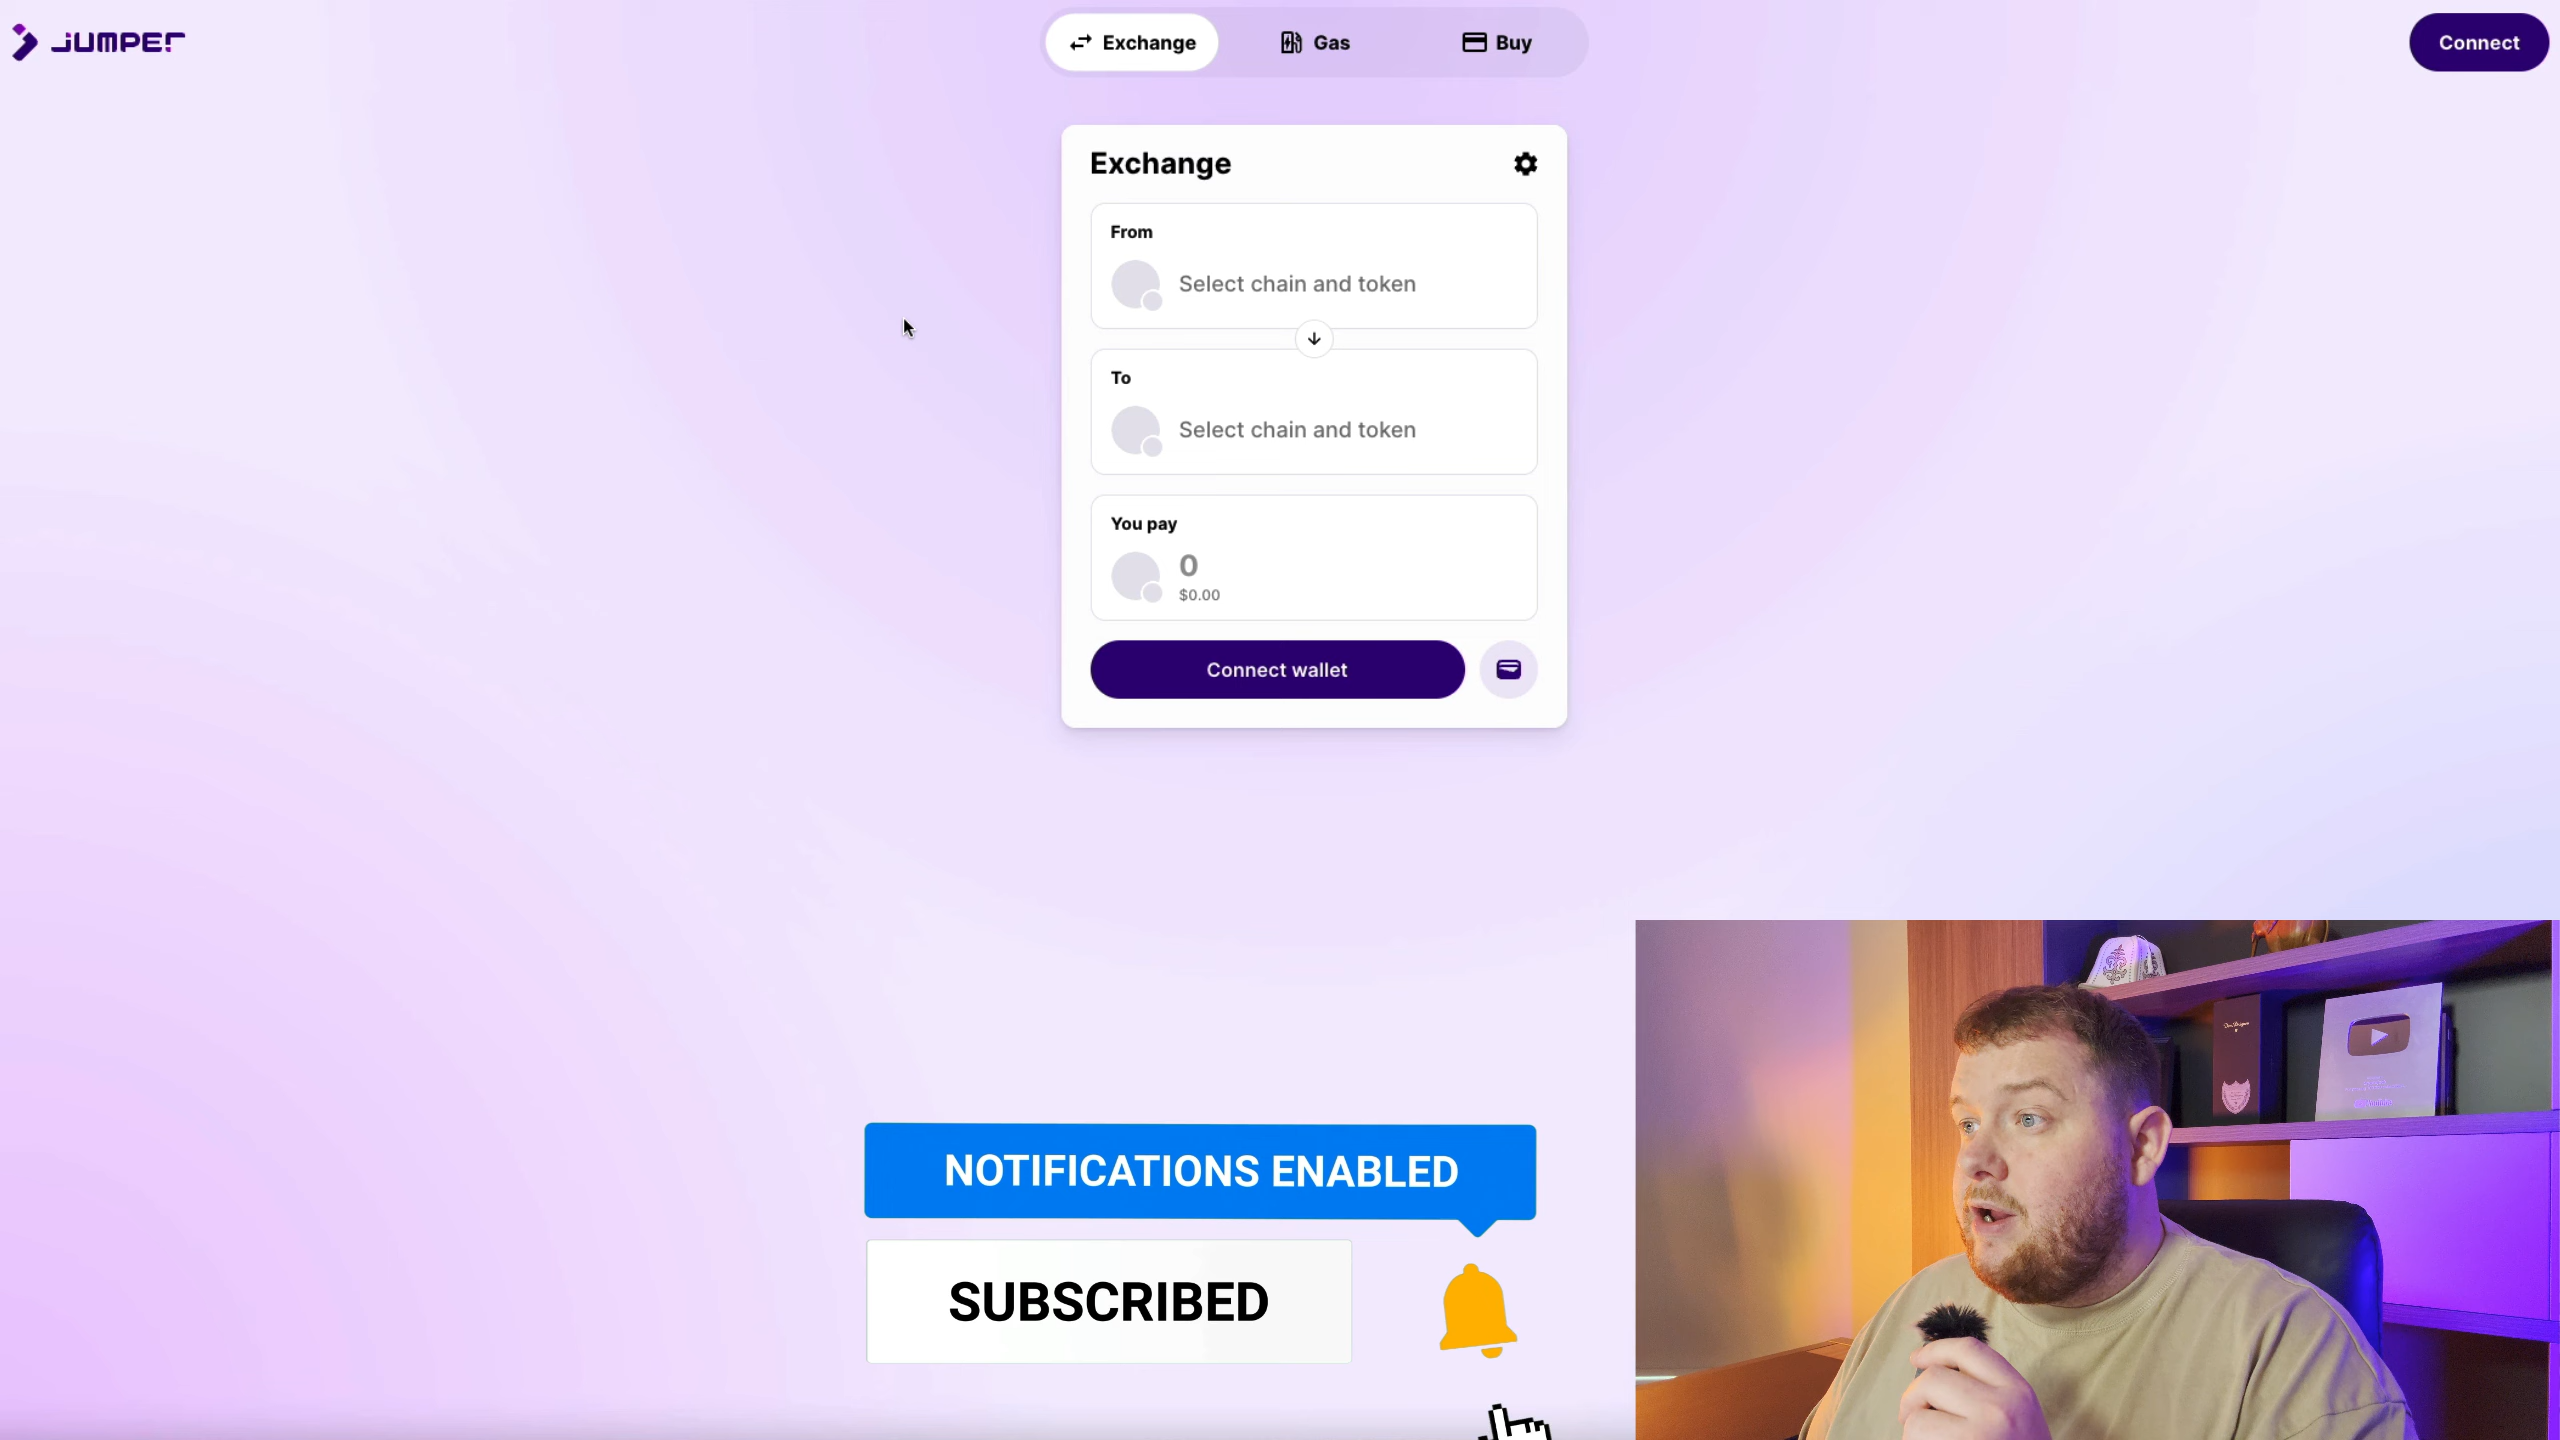 JUMPER
Exchange
Gas
Buy
Connect
Exchange
From
Select chain and token
To
Select chain and token
You pay
0
$0.00
Connect wallet
NOTIFICATIONS ENABLED
SUBSCRIBED